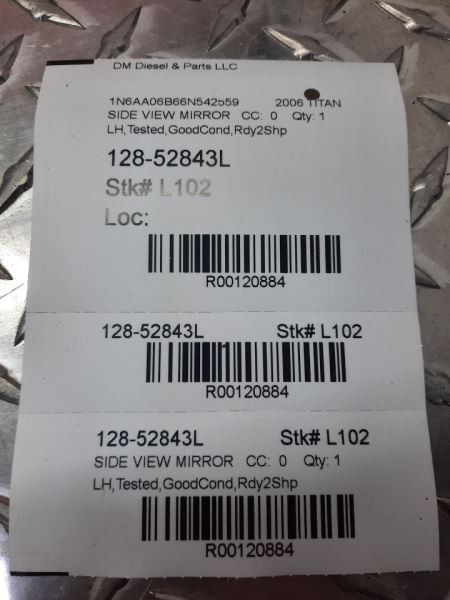 DM Diesel & Parts LLC
1N6AA06B66N542559 2006 TITAN
SIDE VIEW MIRROR CC: 0 Qty: 1
LH,Tested,GoodCond,Rdy2Shp
128-52843L
Stk# L102
Loc:
R00120884
128-52843L Stk# L102
R00120884
128-52843L Stk# L102
SIDE VIEW MIRROR CC: 0 Qty: 1
LH,Tested,GoodCond,Rdy2Shp
R00120884